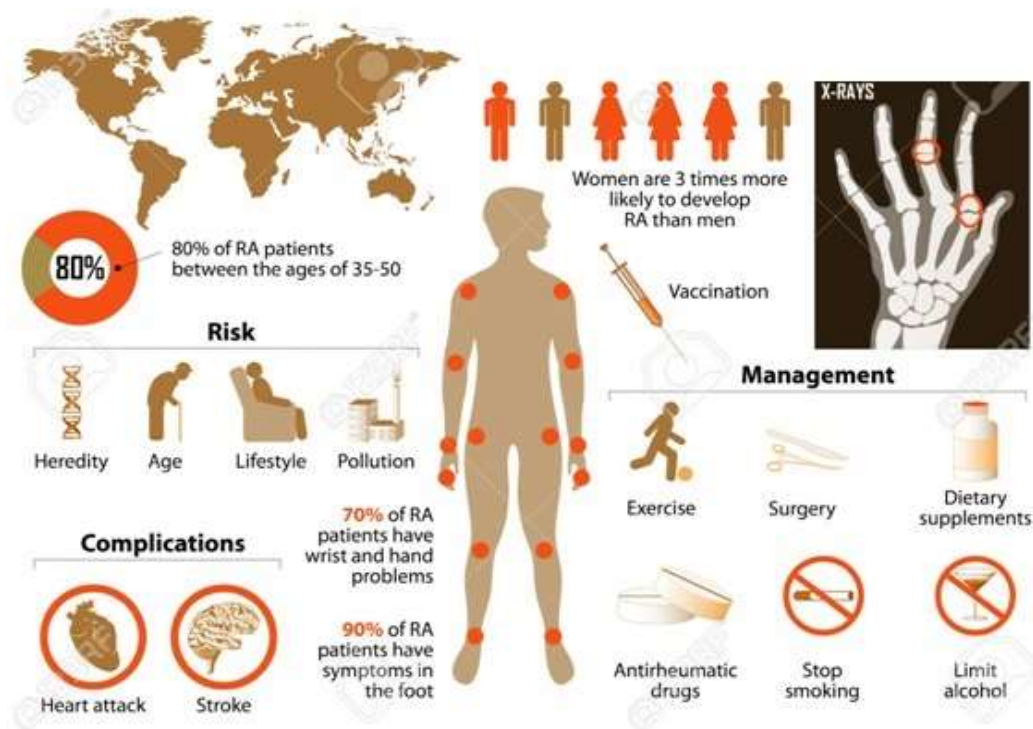 X-RAYS
Women are 3 times more
likely to develop
RA than men
80%
80% of RA patients
between the ages of 35-50
Vaccination
Risk
Heredity
Age
Lifestyle
Pollution
Management
Exercise
Surgery
Dietary
supplements
70% of RA
patients have
wrist and hand
problems
Complications
90% of RA
patients have
symptoms in
the foot
Heart attack
Stroke
Antirheumatic
drugs
Stop
smoking
Limit
alcohol